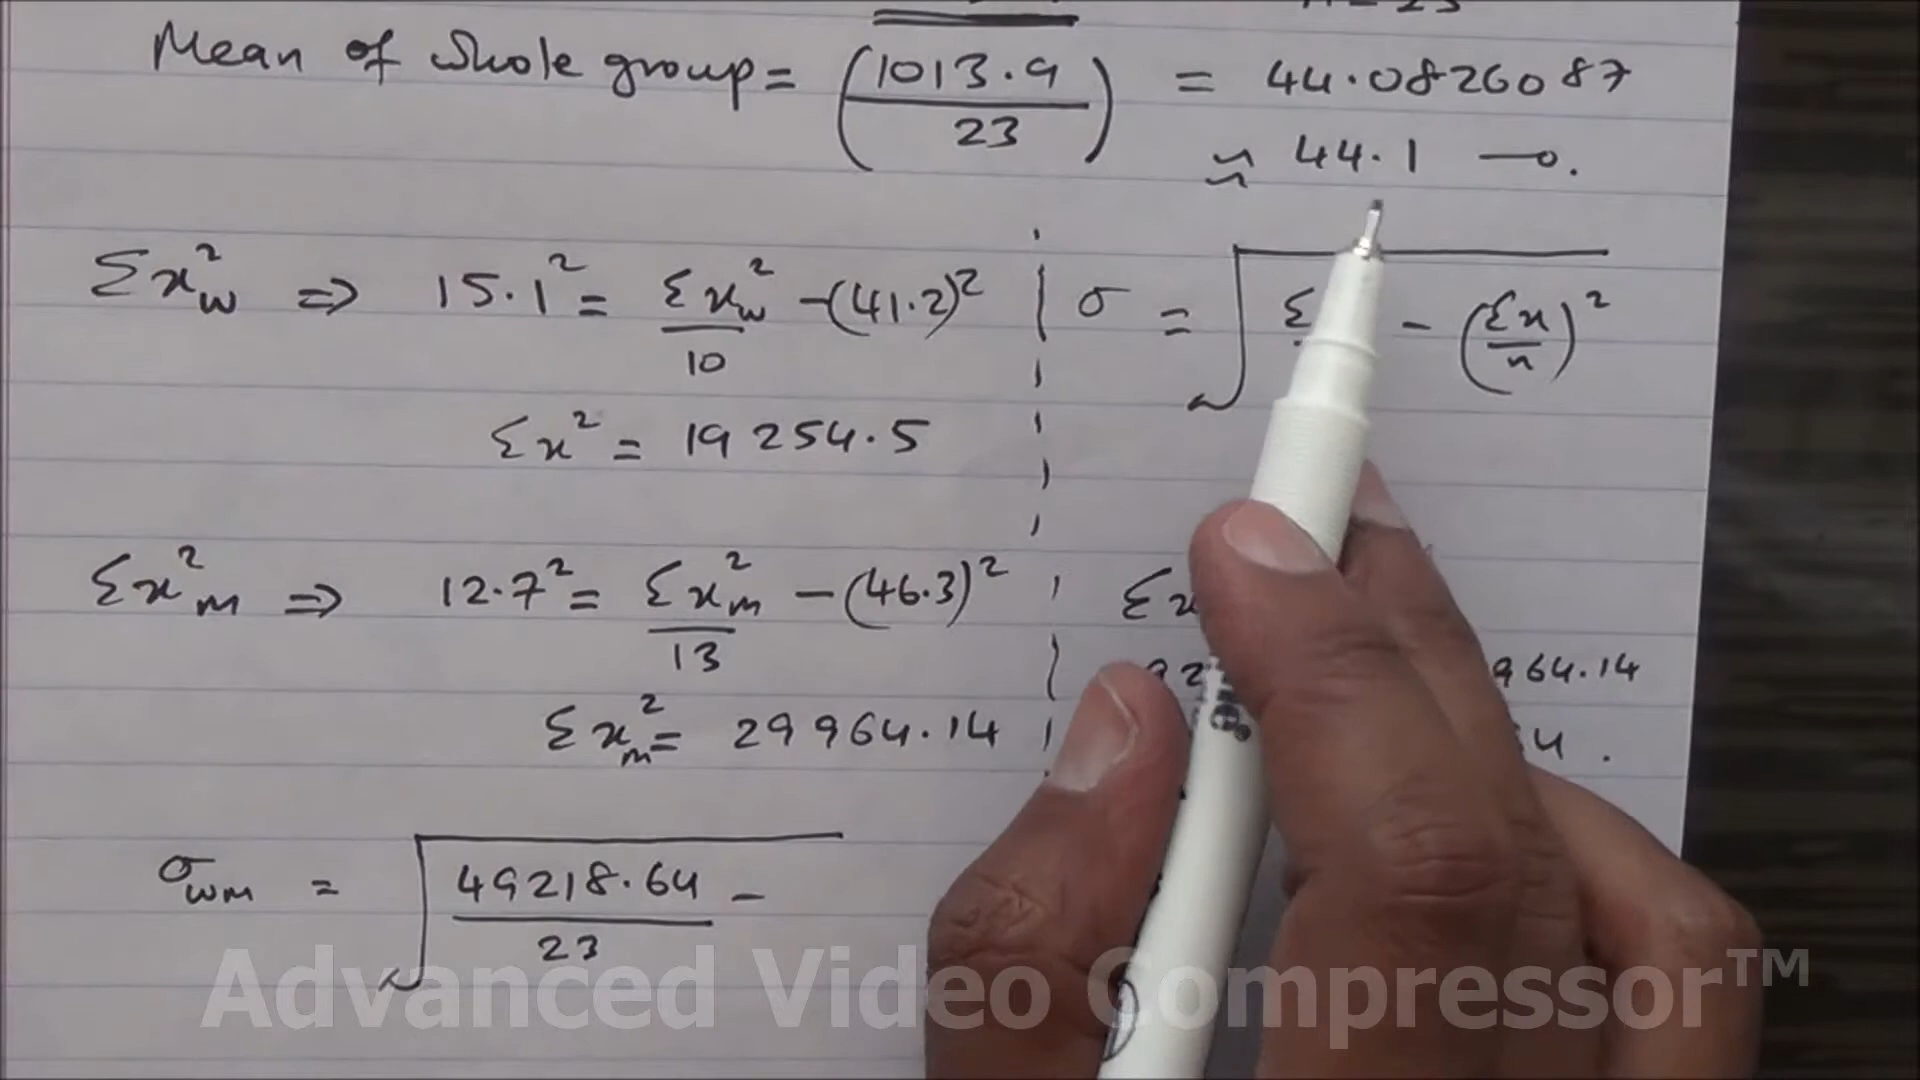 n = 23
Mean of whole group = (1013.9 / 23) = 44.0826087
≈ 44.1
Σx²w ⇒ 15.1² = Σx²w / 10 − (41.2)²
σ = √ Σ − (Σx / n)²
Σx² = 19254.5
Σx²m ⇒ 12.7² = Σx²m / 13 − (46.3)²
Σx
964.14
Σx²m = 29964.14
σwm = √ 49218.64 / 23 −
Advanced Video Compressor™